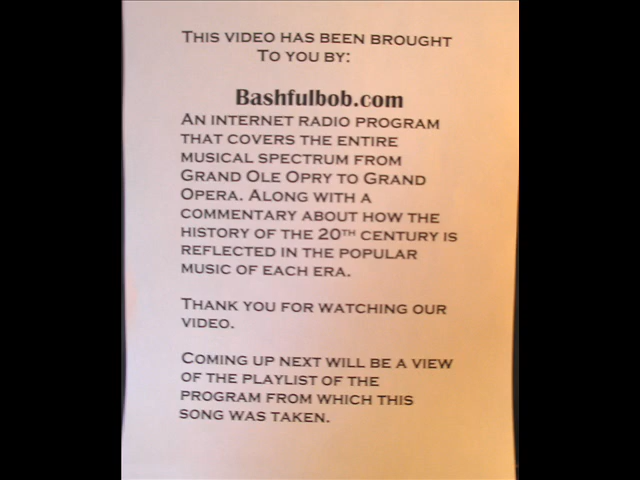 THIS VIDEO HAS BEEN BROUGHT
TO YOU BY:
Bashfulbob.com
AN INTERNET RADIO PROGRAM
THAT COVERS THE ENTIRE
MUSICAL SPECTRUM FROM
GRAND OLE OPRY TO GRAND
OPERA. ALONG WITH A
COMMENTARY ABOUT HOW THE
HISTORY OF THE 20TH CENTURY IS
REFLECTED IN THE POPULAR
MUSIC OF EACH ERA.
THANK YOU FOR WATCHING OUR
VIDEO.
COMING UP NEXT WILL BE A VIEW
OF THE PLAYLIST OF THE
PROGRAM FROM WHICH THIS
SONG WAS TAKEN.